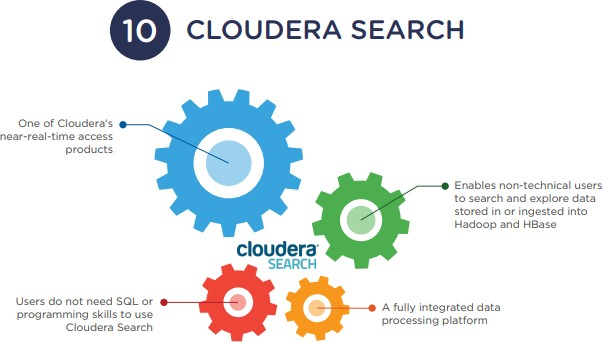 10 CLOUDERA SEARCH
One of Cloudera's
near-real-time access
products
Enables non-technical users
to search and explore data
stored in or ingested into
Hadoop and HBase
cloudera
SEARCH
Users do not need SQL or
programming skills to use
Cloudera Search
A fully integrated data
processing platform